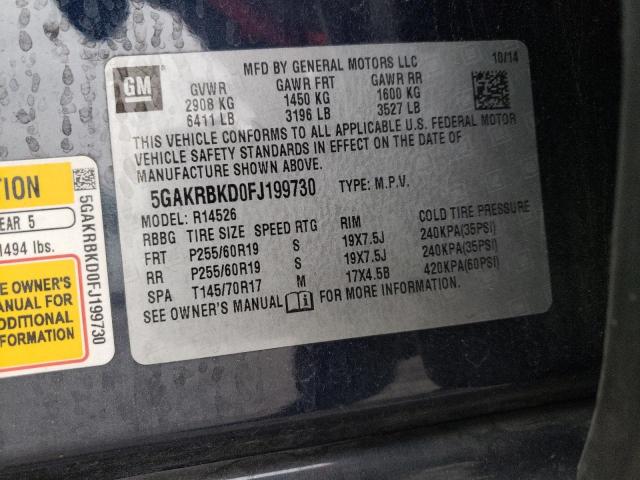 MFD BY GENERAL MOTORS LLC 10/14
GM
GVWR GAWR FRT GAWR RR
2908 KG 1450 KG 1600 KG
6411 LB 3196 LB 3527 LB
THIS VEHICLE CONFORMS TO ALL APPLICABLE U.S. FEDERAL MOTOR
VEHICLE SAFETY STANDARDS IN EFFECT ON THE DATE OF
MANUFACTURE SHOWN ABOVE.
5GAKRBKD0FJ199730 TYPE: M.P.V.
MODEL: R14526
RBBG TIRE SIZE SPEED RTG RIM COLD TIRE PRESSURE
FRT P255/60R19 S 19X7.5J 240KPA(35PSI)
RR P255/60R19 S 19X7.5J 240KPA(35PSI)
SPA T145/70R17 M 17X4.5B 420KPA(60PSI)
SEE OWNER'S MANUAL i FOR MORE INFORMATION.
TION
EAR 5
1494 lbs.
E OWNER'S
ANUAL FOR
DDITIONAL
FORMATION
5GAKRBKD0FJ199730